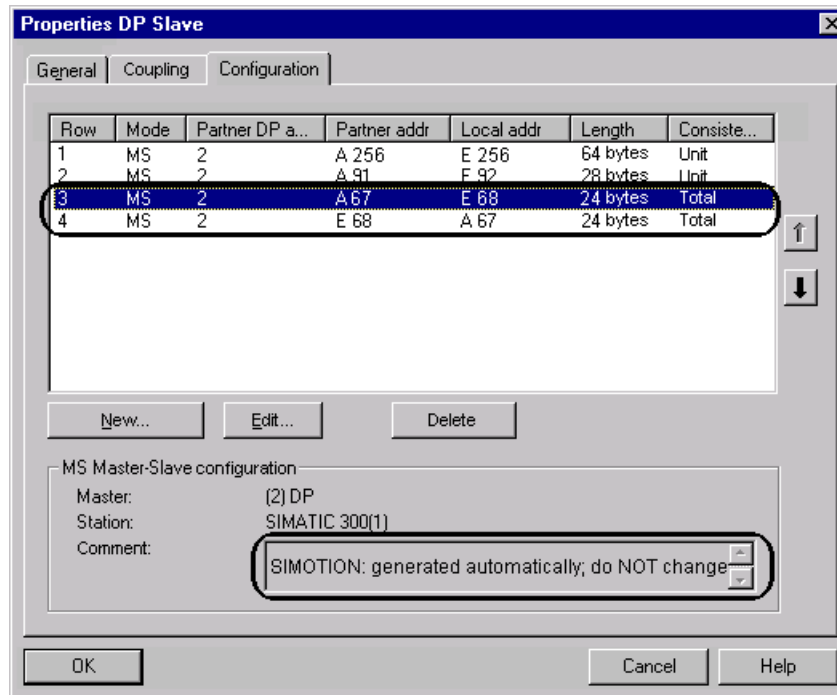 Properties DP Slave
General Coupling Configuration
Row Mode Partner DP a... Partner addr Local addr Length Consiste...
1 MS 2 A 256 E 256 64 bytes Unit
2 MS 2 A 91 E 92 28 bytes Unit
3 MS 2 A 67 E 68 24 bytes Total
4 MS 2 E 68 A 67 24 bytes Total
New... Edit... Delete
MS Master-Slave configuration
Master: (2) DP
Station: SIMATIC 300(1)
Comment: SIMOTION: generated automatically; do NOT change
OK Cancel Help